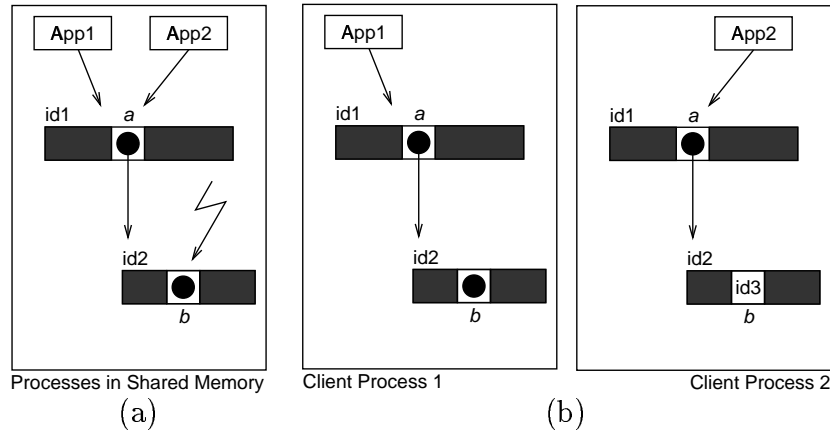 App1 App2
id1 a
id2
b
Processes in Shared Memory
(a)
App1
id1 a
id2
b
Client Process 1
App2
id1 a
id2
id3
b
Client Process 2
(b)